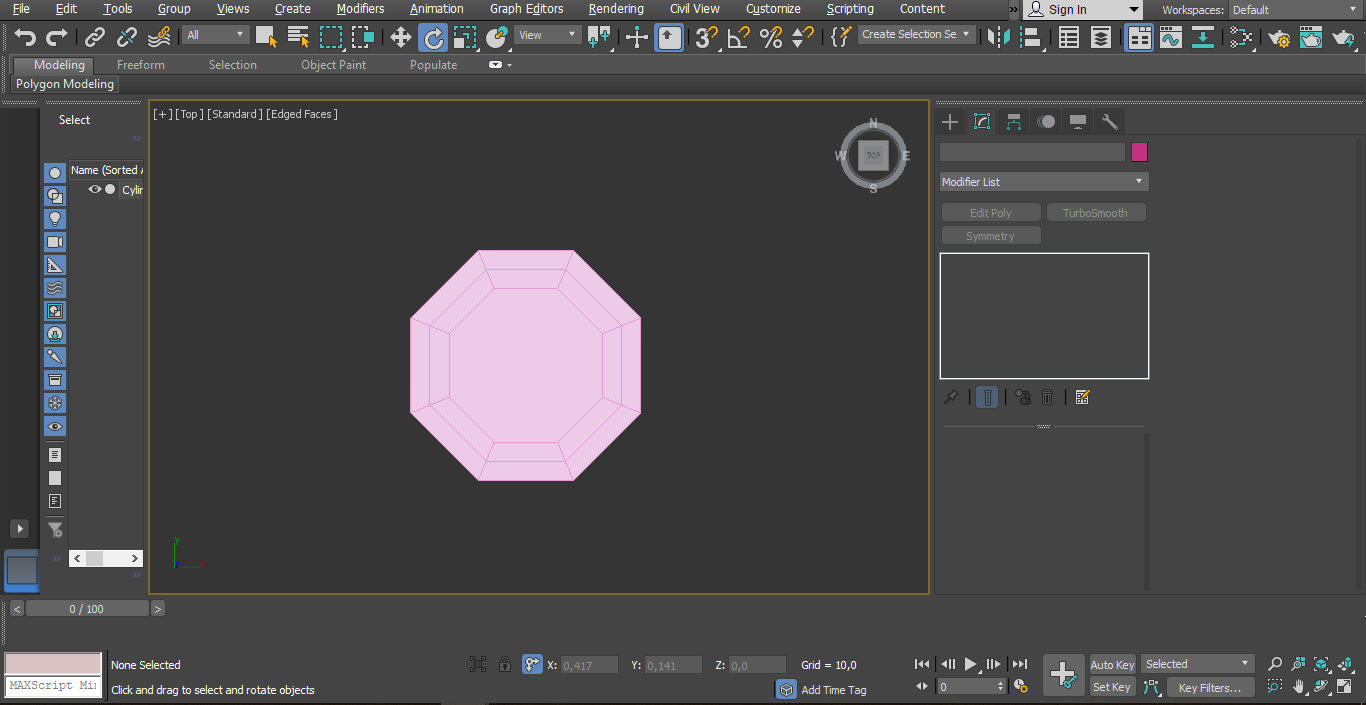 File Edit Tools Group Views Create Modifiers Animation Graph Editors Rendering Civil View Customize Scripting Content » Sign In Workspaces: Default
All View Create Selection Se
Modeling Freeform Selection Object Paint Populate
Polygon Modeling
Select
[+] [Top] [Standard] [Edged Faces]
N
W TOP E
S
Name (Sorted A
Cylin
Modifier List
Edit Poly TurboSmooth
Symmetry
y
x
< 0 / 100 >
None Selected X: 0,417 Y: 0,141 Z: 0,0 Grid = 10,0 Auto Key Selected
MAXScript Mi Click and drag to select and rotate objects Add Time Tag 0 Set Key Key Filters...